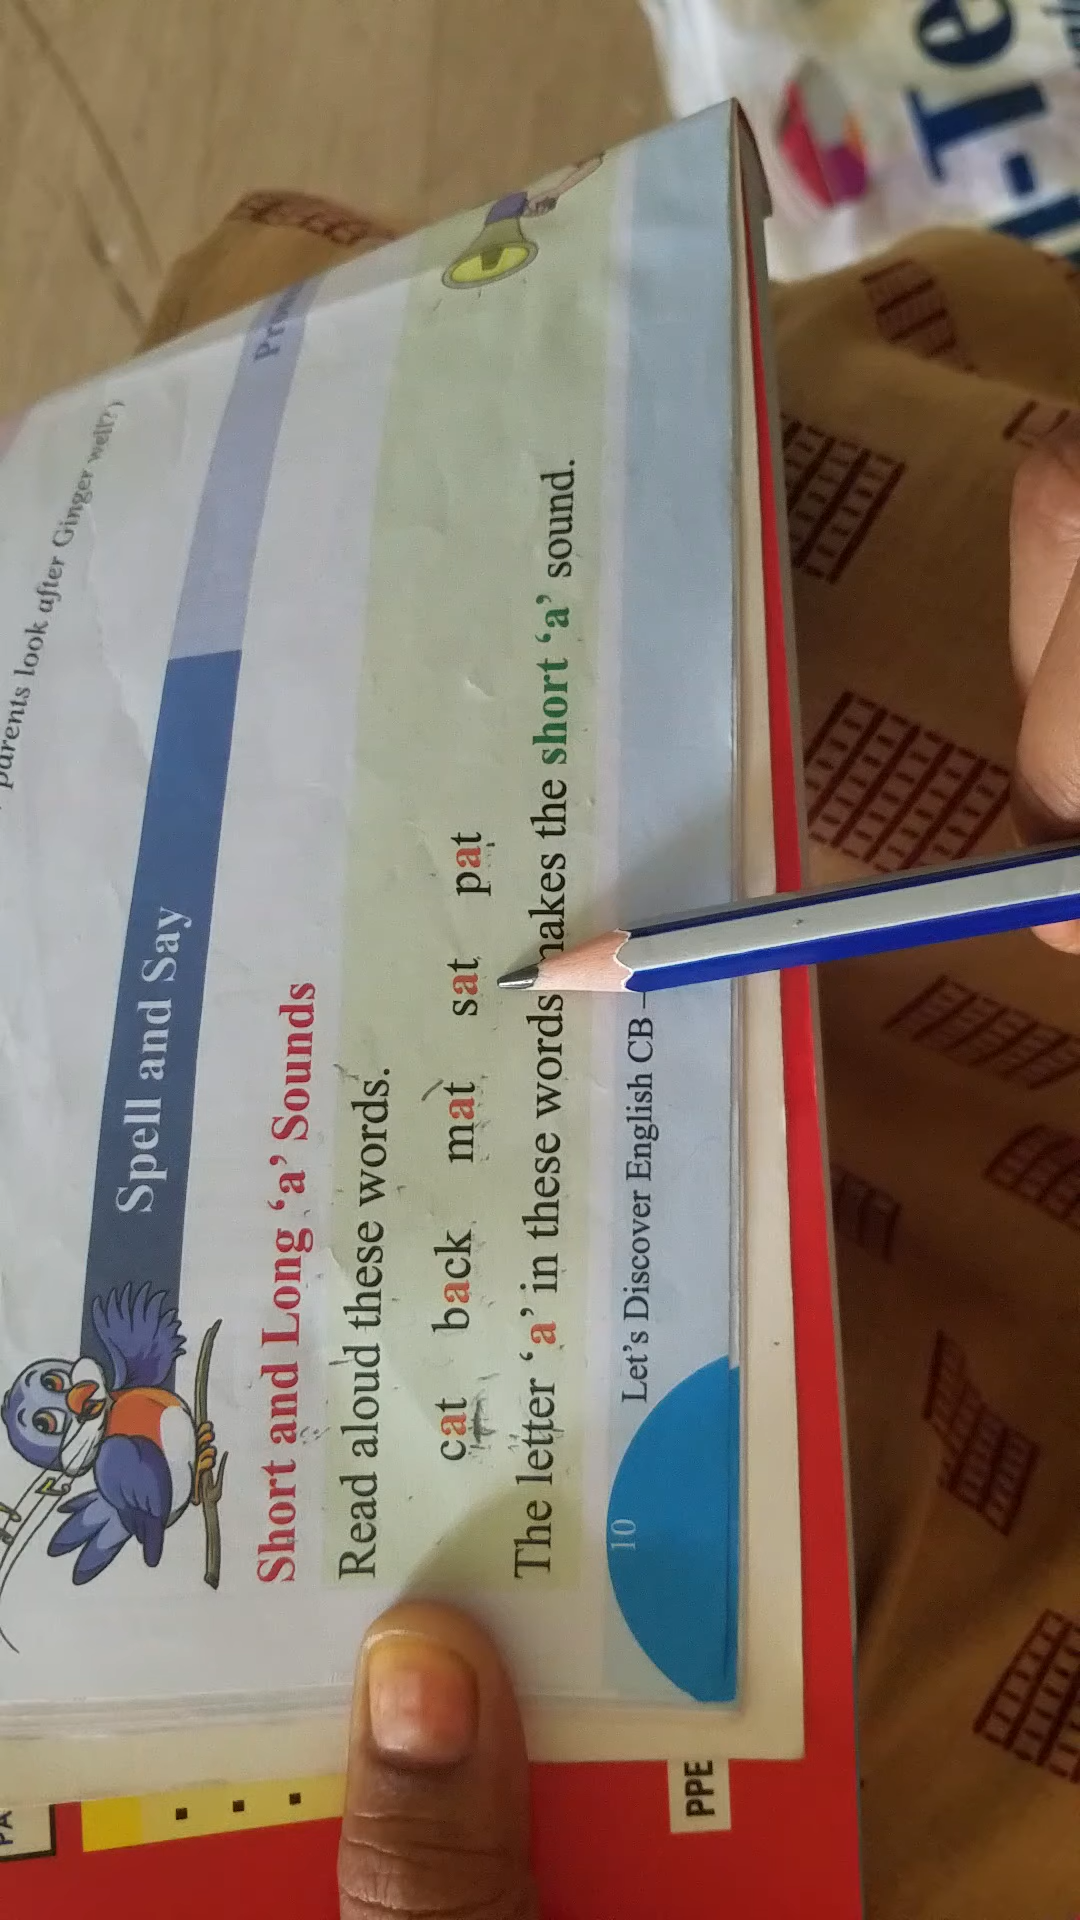 parents look after Ginger well?)
Spell and Say
Short and Long ‘a’ Sounds
Read aloud these words.
cat back mat sat pat
The letter ‘a’ in these words makes the short ‘a’ sound.
10 Let’s Discover English CB
PPE